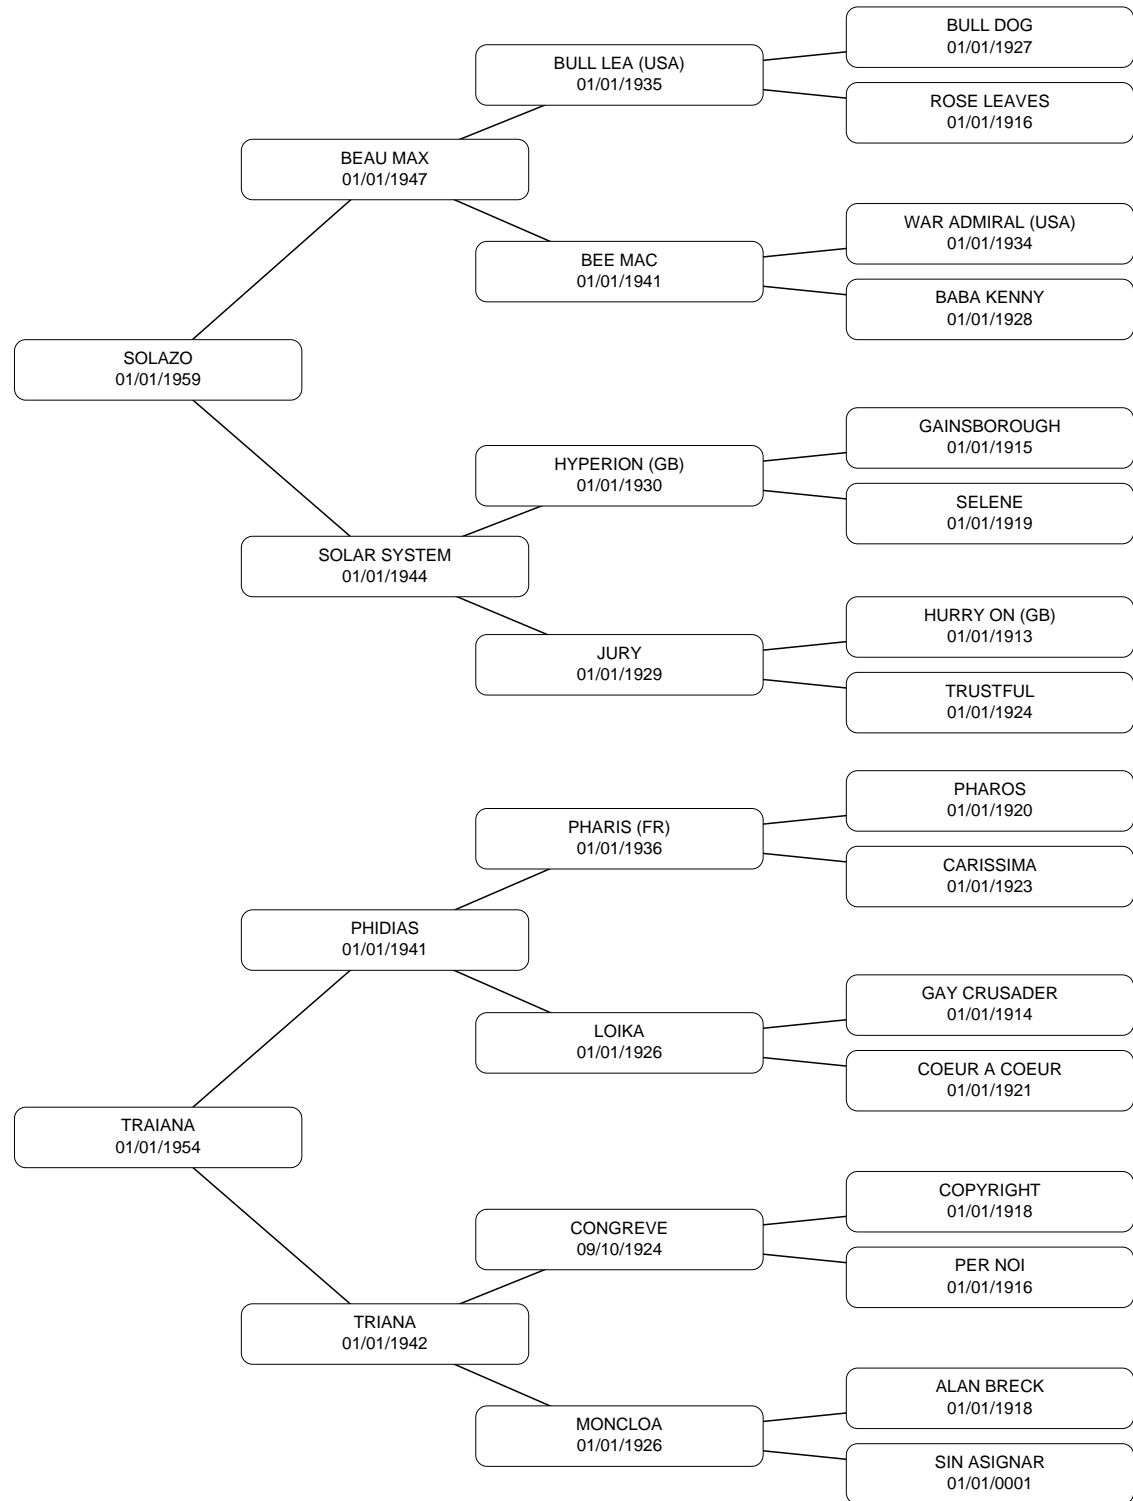 BULL DOG
01/01/1927
BULL LEA (USA)
01/01/1935
ROSE LEAVES
01/01/1916
BEAU MAX
01/01/1947
WAR ADMIRAL (USA)
01/01/1934
BEE MAC
01/01/1941
BABA KENNY
01/01/1928
SOLAZO
01/01/1959
GAINSBOROUGH
01/01/1915
HYPERION (GB)
01/01/1930
SELENE
01/01/1919
SOLAR SYSTEM
01/01/1944
HURRY ON (GB)
01/01/1913
JURY
01/01/1929
TRUSTFUL
01/01/1924
PHAROS
01/01/1920
PHARIS (FR)
01/01/1936
CARISSIMA
01/01/1923
PHIDIAS
01/01/1941
GAY CRUSADER
01/01/1914
LOIKA
01/01/1926
COEUR A COEUR
01/01/1921
TRAIANA
01/01/1954
COPYRIGHT
01/01/1918
CONGREVE
09/10/1924
PER NOI
01/01/1916
TRIANA
01/01/1942
ALAN BRECK
01/01/1918
MONCLOA
01/01/1926
SIN ASIGNAR
01/01/0001